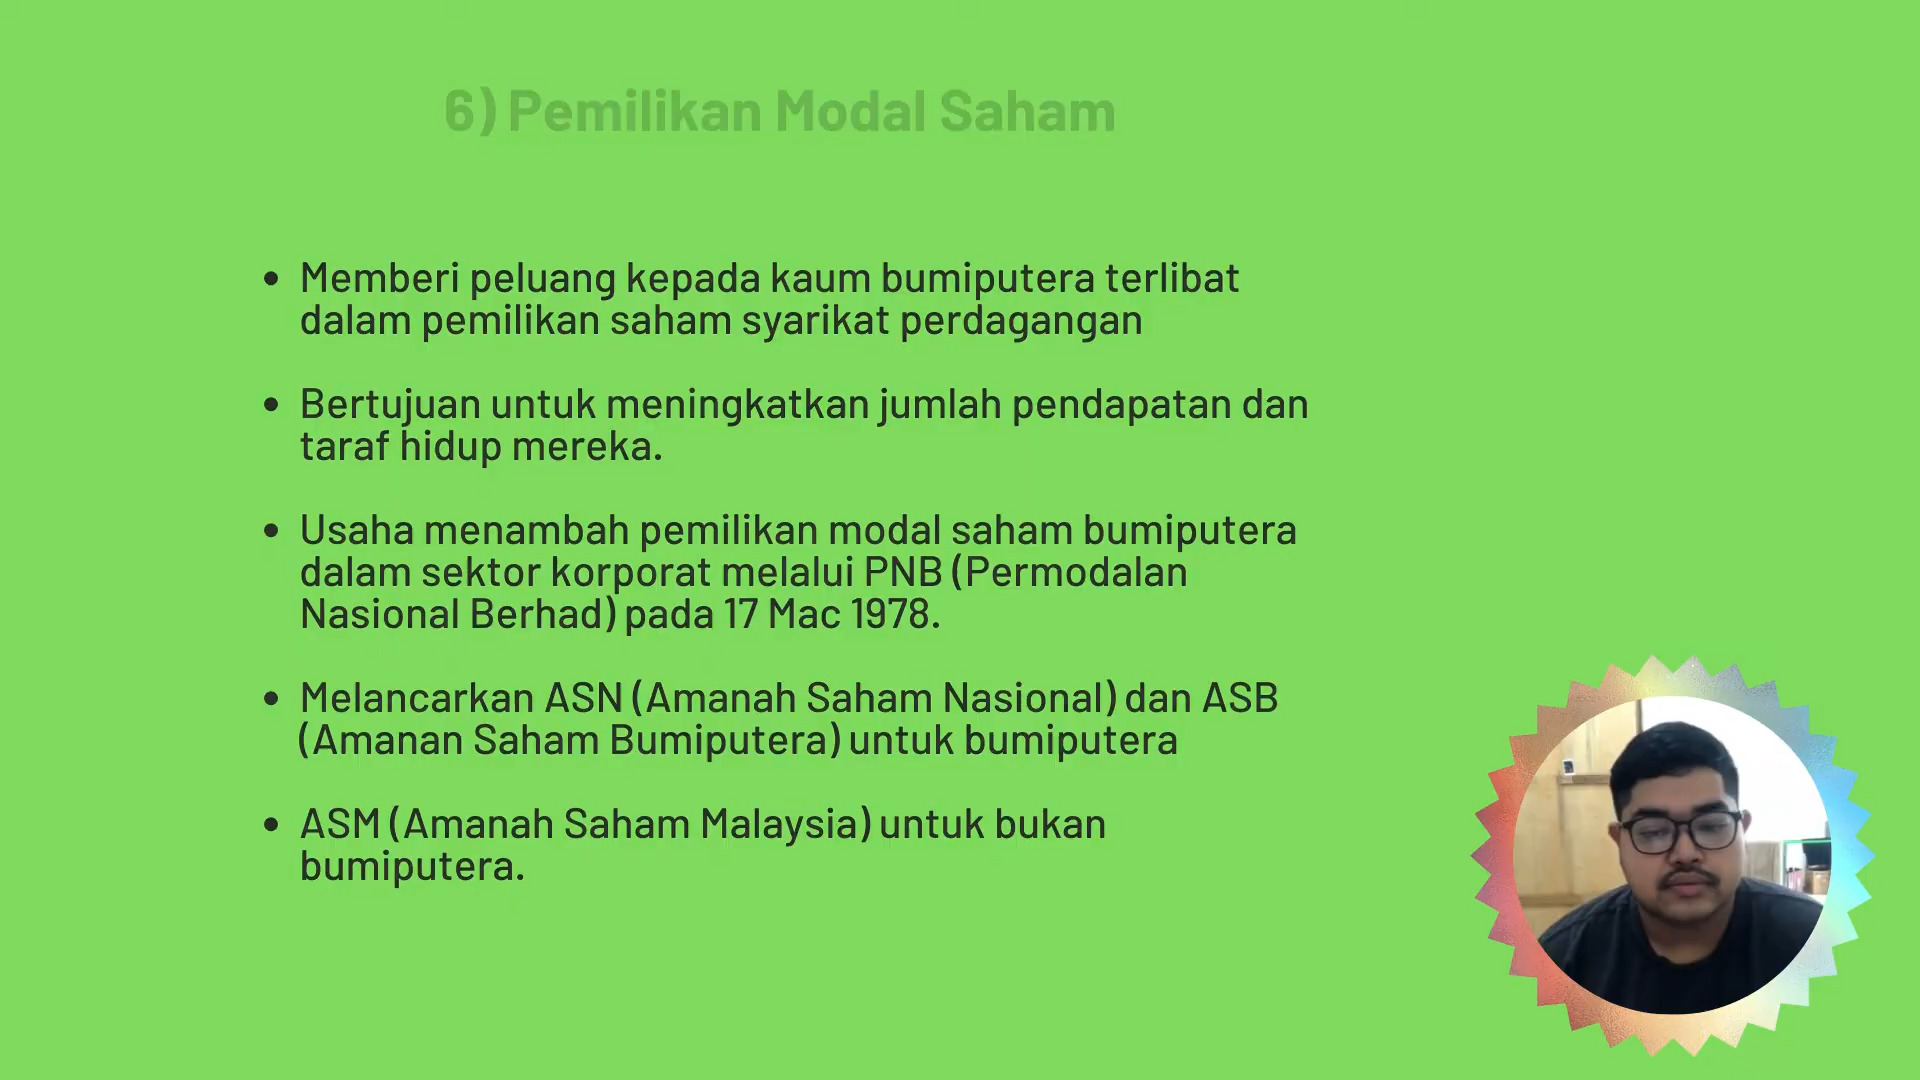 6) Pemilikan Modal Saham
• Memberi peluang kepada kaum bumiputera terlibat
dalam pemilikan saham syarikat perdagangan
• Bertujuan untuk meningkatkan jumlah pendapatan dan
taraf hidup mereka.
• Usaha menambah pemilikan modal saham bumiputera
dalam sektor korporat melalui PNB (Permodalan
Nasional Berhad) pada 17 Mac 1978.
• Melancarkan ASN (Amanah Saham Nasional) dan ASB
(Amanan Saham Bumiputera) untuk bumiputera
• ASM (Amanah Saham Malaysia) untuk bukan
bumiputera.